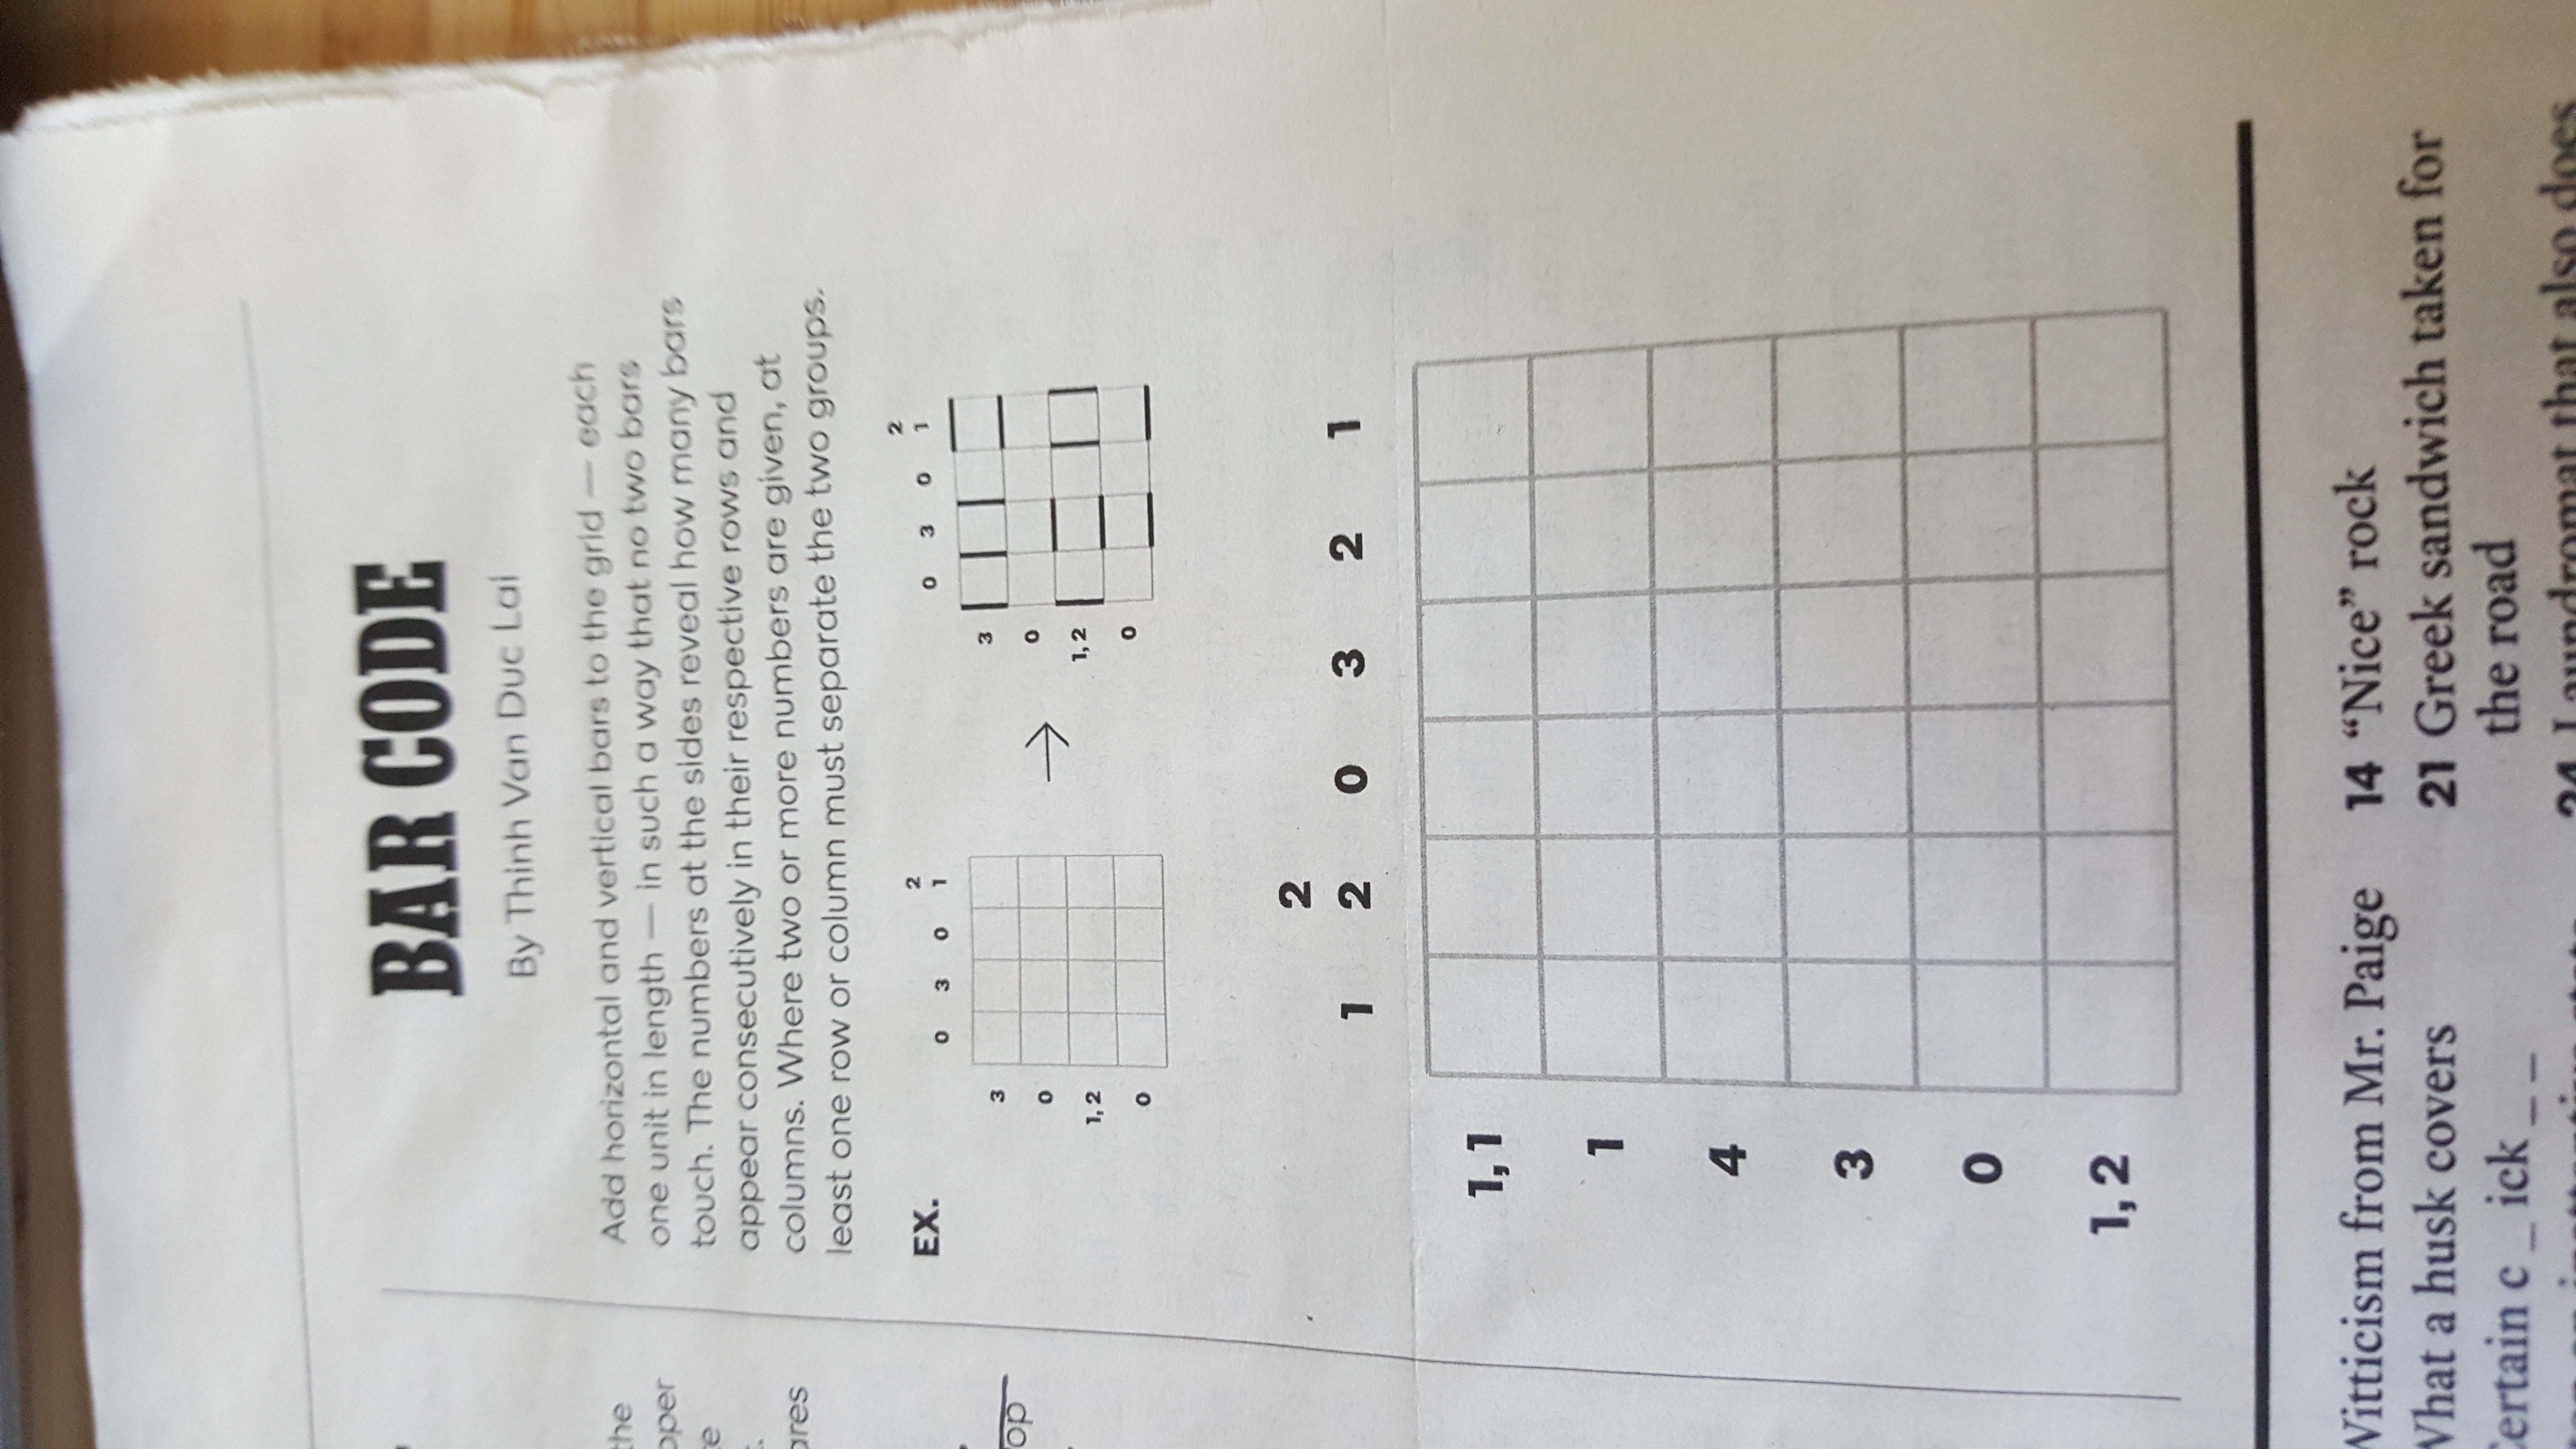 BAR CODE
By Thinh Van Duc Lai
Add horizontal and vertical bars to the grid — each
one unit in length — in such a way that no two bars
touch. The numbers at the sides reveal how many bars
appear consecutively in their respective rows and
columns. Where two or more numbers are given, at
least one row or column must separate the two groups.
the
op
EX.
2
0 3 0 1
3
0
1, 2
0
2
0 3 0 1
3
0
1, 2
0
2
1 2 0 3 2 1
1, 1
1
4
3
0
1, 2
Witticism from Mr. Paige
What a husk covers
Certain c _ ick _ _
14 “Nice” rock
21 Greek sandwich taken for
the road
24 Laundromat that also does